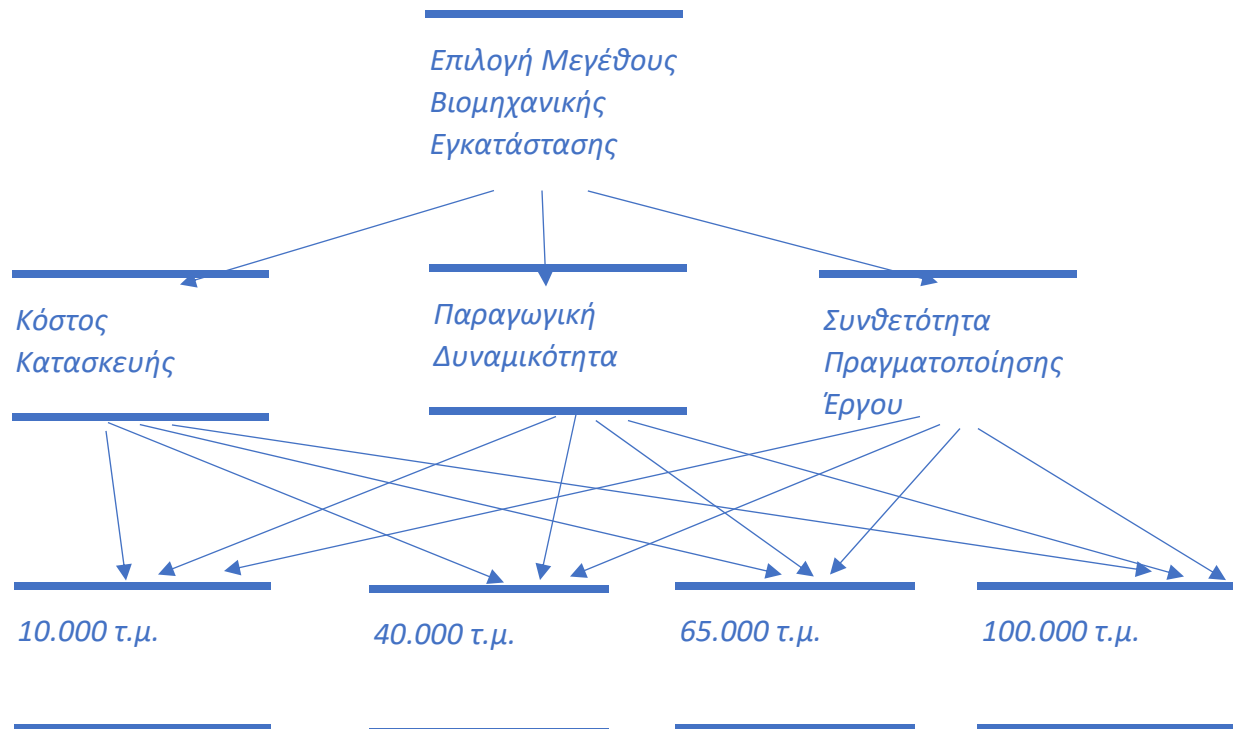 Επιλογή Μεγέθους
Βιομηχανικής
Εγκατάστασης
Κόστος
Κατασκευής
Παραγωγική
Δυναμικότητα
Συνθετότητα
Πραγματοποίησης
Έργου
10.000 τ.μ.
40.000 τ.μ.
65.000 τ.μ.
100.000 τ.μ.